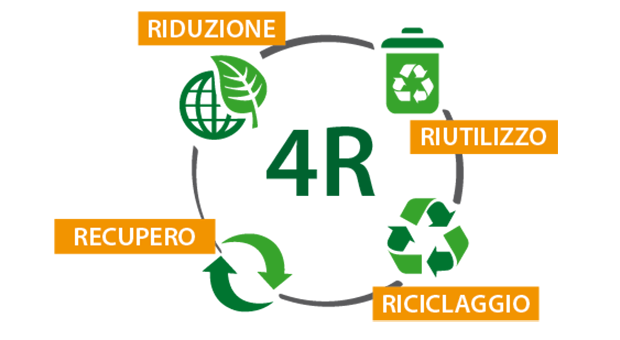 RIDUZIONE
4R
RIUTILIZZO
RECUPERO
RICICLAGGIO